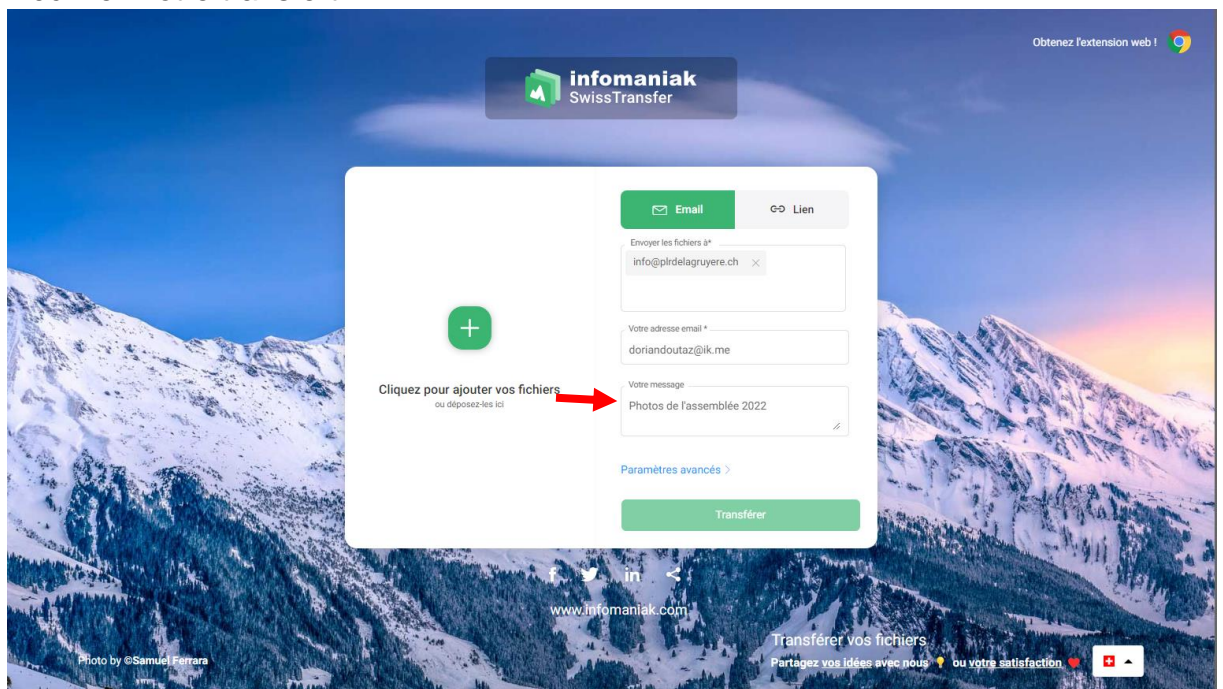 Obtenez l'extension web !
infomaniak
SwissTransfer
Email
Lien
Envoyer les fichiers à*
info@plrdelagruyere.ch
Votre adresse email *
doriandoutaz@ik.me
Cliquez pour ajouter vos fichiers
ou déposez-les ici
Votre message
Photos de l'assemblée 2022
Paramètres avancés >
Transférer
f in
www.infomaniak.com
Transférer vos fichiers
Photo by ©Samuel Ferrara
Partagez vos idées avec nous ou votre satisfaction